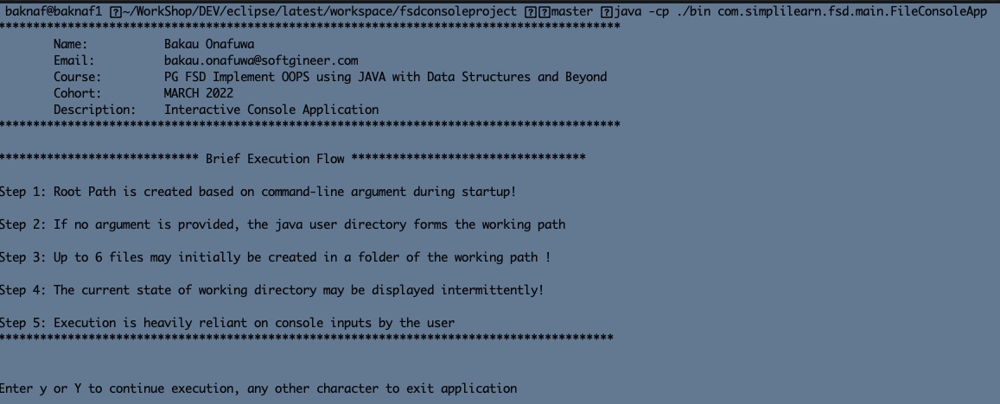 baknaf@baknaf1 ~/WorkShop/DEV/eclipse/latest/workspace/fsdconsoleproject master java -cp ./bin com.simplilearn.fsd.main.FileConsoleApp
******************************************************************************************
Name: Bakau Onafuwa
Email: bakau.onafuwa@softgineer.com
Course: PG FSD Implement OOPS using JAVA with Data Structures and Beyond
Cohort: MARCH 2022
Description: Interactive Console Application
******************************************************************************************
***************************** Brief Execution Flow **********************************
Step 1: Root Path is created based on command-line argument during startup!
Step 2: If no argument is provided, the java user directory forms the working path
Step 3: Up to 6 files may initially be created in a folder of the working path !
Step 4: The current state of working directory may be displayed intermittently!
Step 5: Execution is heavily reliant on console inputs by the user
*****************************************************************************************
Enter y or Y to continue execution, any other character to exit application